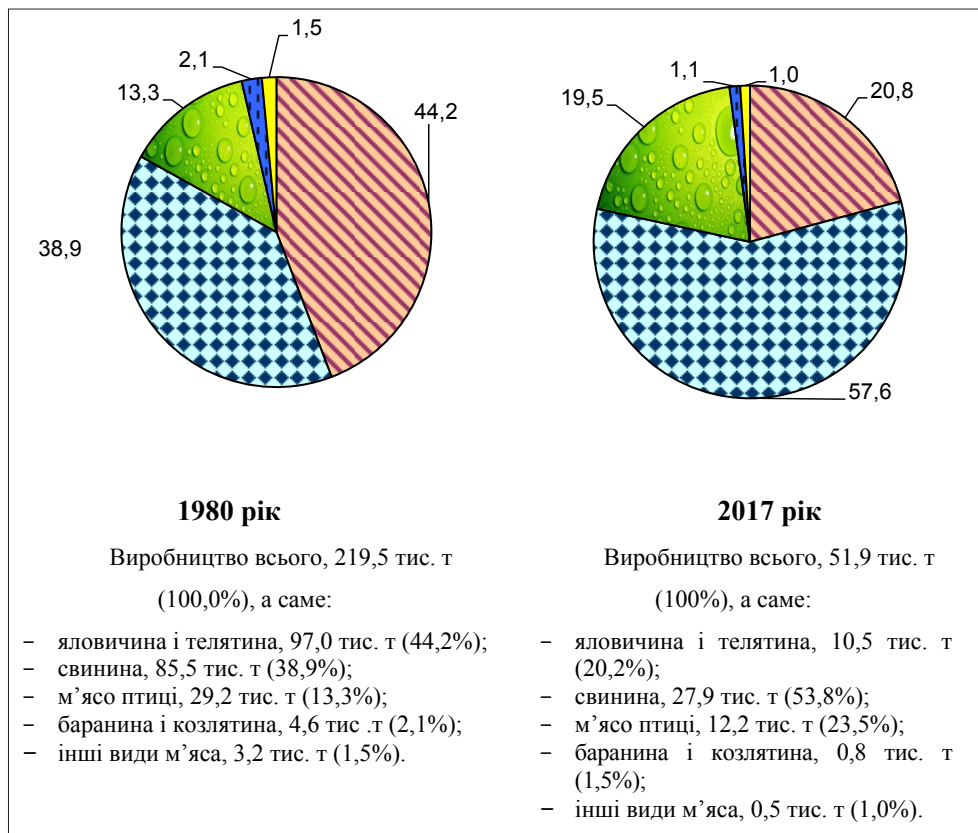 1,5
2,1
13,3
44,2
38,9
1,1
1,0
19,5
20,8
57,6
1980 рік
Виробництво всього, 219,5 тис. т
(100,0%), а саме:
− яловичина і телятина, 97,0 тис. т (44,2%);
− свинина, 85,5 тис. т (38,9%);
− м’ясо птиці, 29,2 тис. т (13,3%);
− баранина і козлятина, 4,6 тис .т (2,1%);
− інші види м’яса, 3,2 тис. т (1,5%).
2017 рік
Виробництво всього, 51,9 тис. т
(100%), а саме:
− яловичина і телятина, 10,5 тис. т
(20,2%);
− свинина, 27,9 тис. т (53,8%);
− м’ясо птиці, 12,2 тис. т (23,5%);
− баранина і козлятина, 0,8 тис. т
(1,5%);
− інші види м’яса, 0,5 тис. т (1,0%).